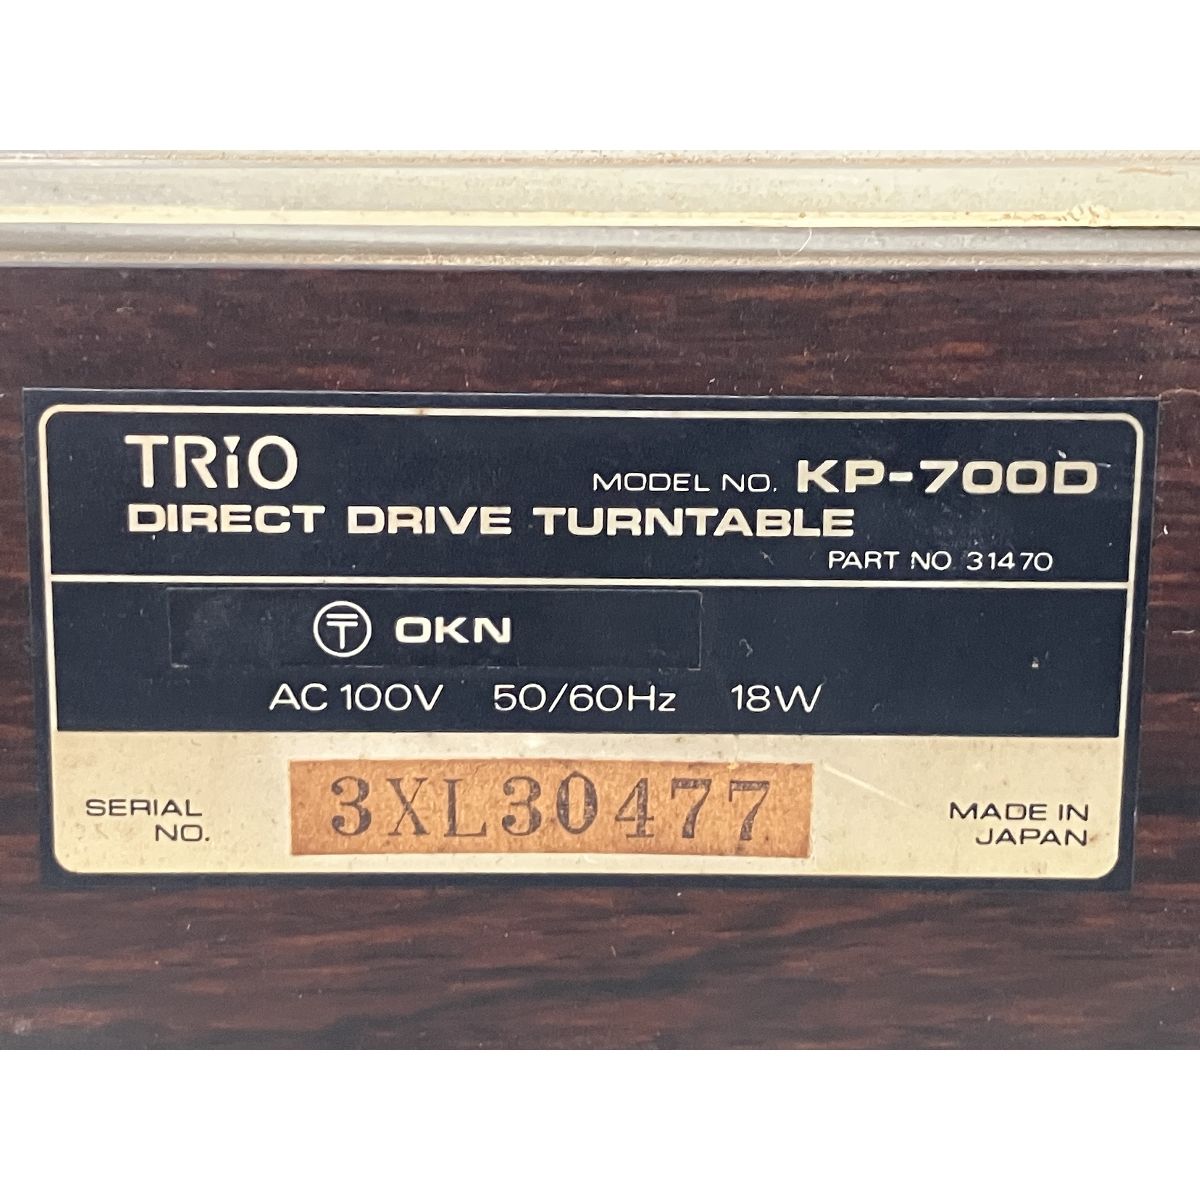 TRiO
MODEL NO. KP-700D
DIRECT DRIVE TURNTABLE
PART NO 31470
〒 OKN
AC 100V 50/60Hz 18W
SERIAL NO. 3XL30477
MADE IN
JAPAN